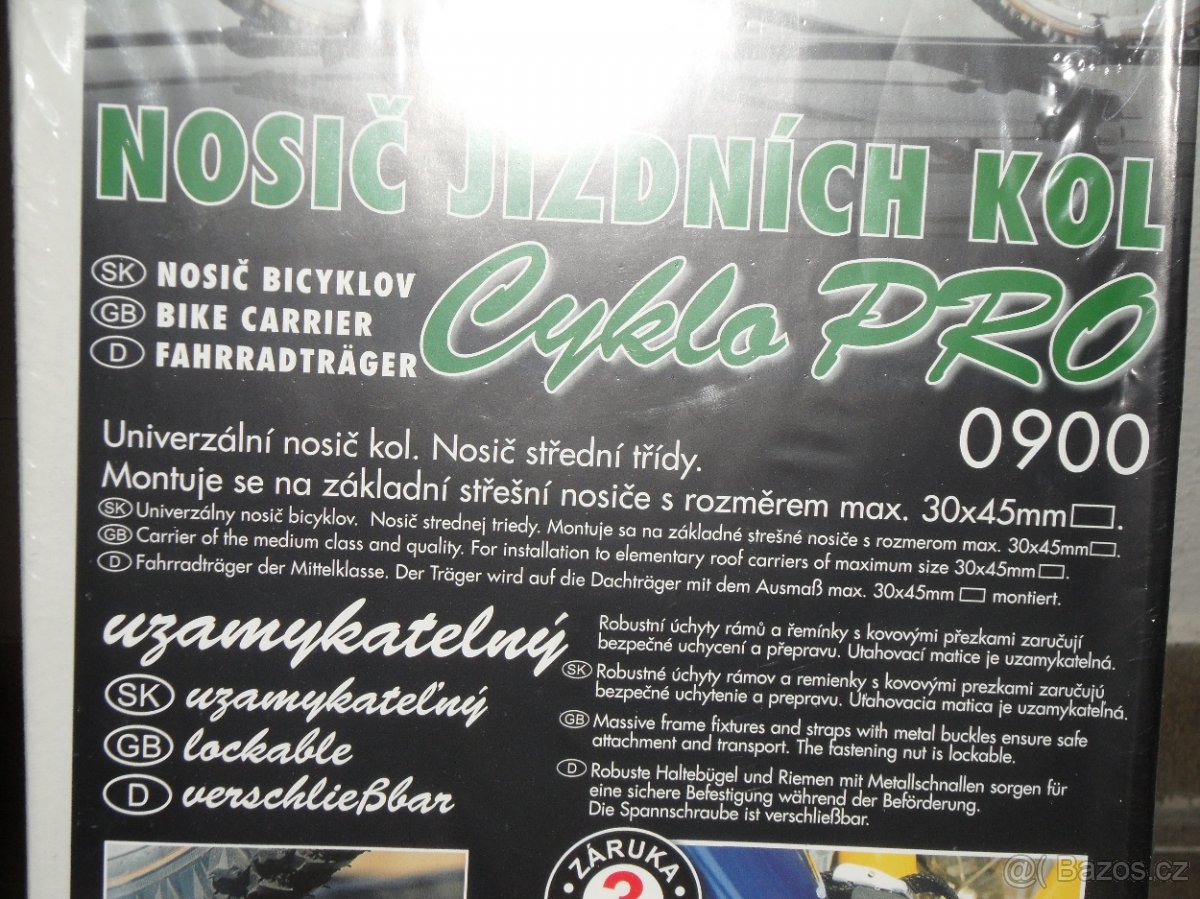 NOSIČ JÍZDNÍCH KOL
SK NOSIČ BICYKLOV
GB BIKE CARRIER
D FAHRRADTRÄGER
Cyklo PRO
0900
Univerzální nosič kol. Nosič střední třídy.
Montuje se na základní střešní nosiče s rozměrem max. 30x45mm.
SK Univerzálny nosič bicyklov. Nosič strednej triedy. Montuje sa na základné strešné nosiče s rozmerom max. 30x45mm.
GB Carrier of the medium class and quality. For installation to elementary roof carriers of maximum size 30x45mm.
D Fahrradträger der Mittelklasse. Der Träger wird auf die Dachträger mit dem Ausmaß max. 30x45mm montiert.
uzamykatelný
SK uzamykateľný
GB lockable
D verschließbar
Robustní úchyty rámů a řemínky s kovovými přezkami zaručují
bezpečné uchycení a přepravu. Utahovací matice je uzamykatelná.
SK Robustné úchyty rámov a remienky s kovovými prezkami zaručujú
bezpečné uchytenie a prepravu. Uťahovacia matica je uzamykateľná.
GB Massive frame fixtures and straps with metal buckles ensure safe
attachment and transport. The fastening nut is lockable.
D Robuste Haltebügel und Riemen mit Metallschnallen sorgen für
eine sichere Befestigung während der Beförderung.
Die Spannschraube ist verschließbar.
ZÁRUKA
3
Bazos.cz